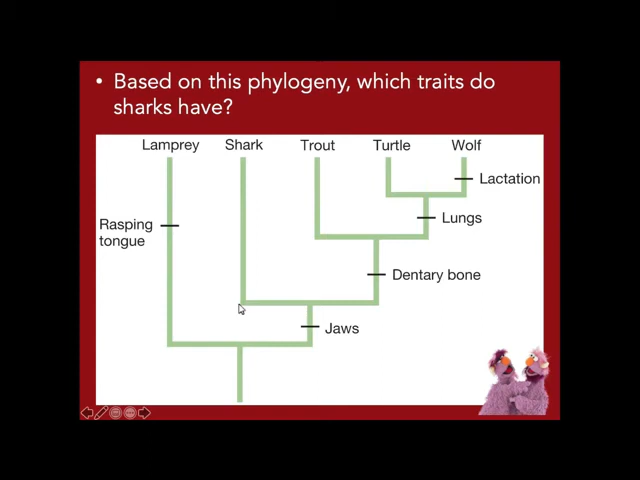 • Based on this phylogeny, which traits do
sharks have?
Lamprey Shark Trout Turtle Wolf
Lactation
Lungs
Rasping
tongue
Dentary bone
Jaws